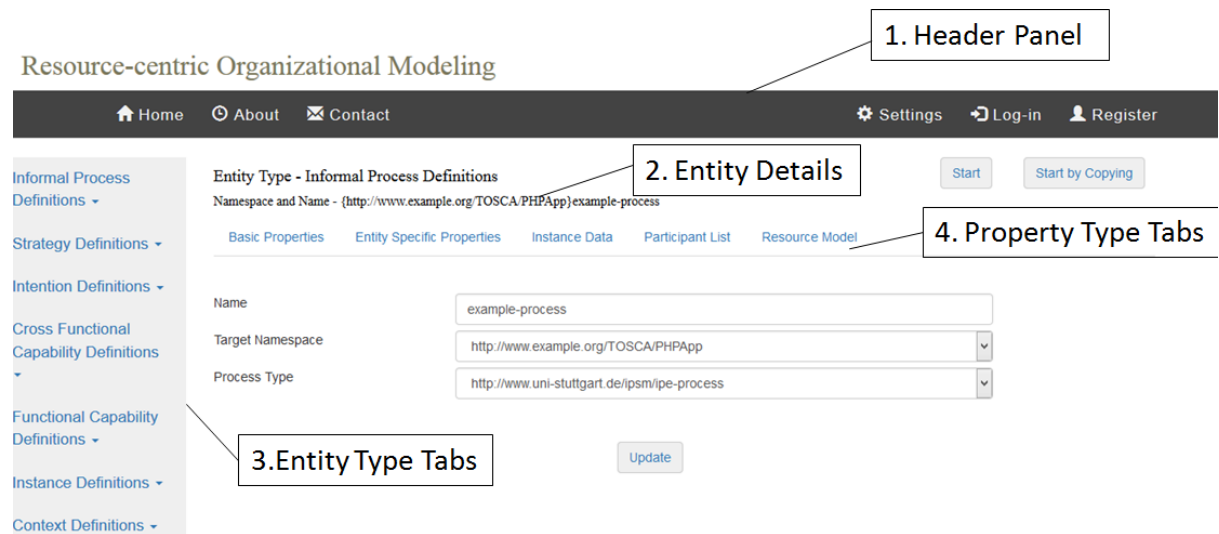 1. Header Panel
Resource-centric Organizational Modeling
Home About Contact Settings Log-in Register
Informal Process
Definitions
Strategy Definitions
Intention Definitions
Cross Functional
Capability Definitions
Functional Capability
Definitions
Instance Definitions
Context Definitions
Entity Type - Informal Process Definitions
Namespace and Name - {http://www.example.org/TOSCA/PHPApp}example-process
2. Entity Details
Start Start by Copying
Basic Properties Entity Specific Properties Instance Data Participant List Resource Model
4. Property Type Tabs
Name example-process
Target Namespace http://www.example.org/TOSCA/PHPApp
Process Type http://www.uni-stuttgart.de/ipsm/ipe-process
3.Entity Type Tabs
Update